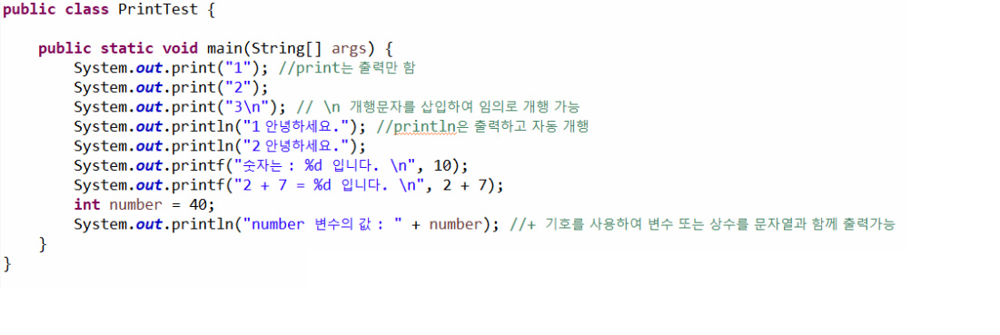 public class PrintTest {
public static void main(String[] args) {
System.out.print("1"); //print는 출력만 함
System.out.print("2");
System.out.print("3\n"); // \n 개행문자를 삽입하여 임의로 개행 가능
System.out.println("1 안녕하세요."); //println은 출력하고 자동 개행
System.out.println("2 안녕하세요.");
System.out.printf("숫자는 : %d 입니다. \n", 10);
System.out.printf("2 + 7 = %d 입니다. \n", 2 + 7);
int number = 40;
System.out.println("number 변수의 값 : " + number); //+ 기호를 사용하여 변수 또는 상수를 문자열과 함께 출력가능
}
}